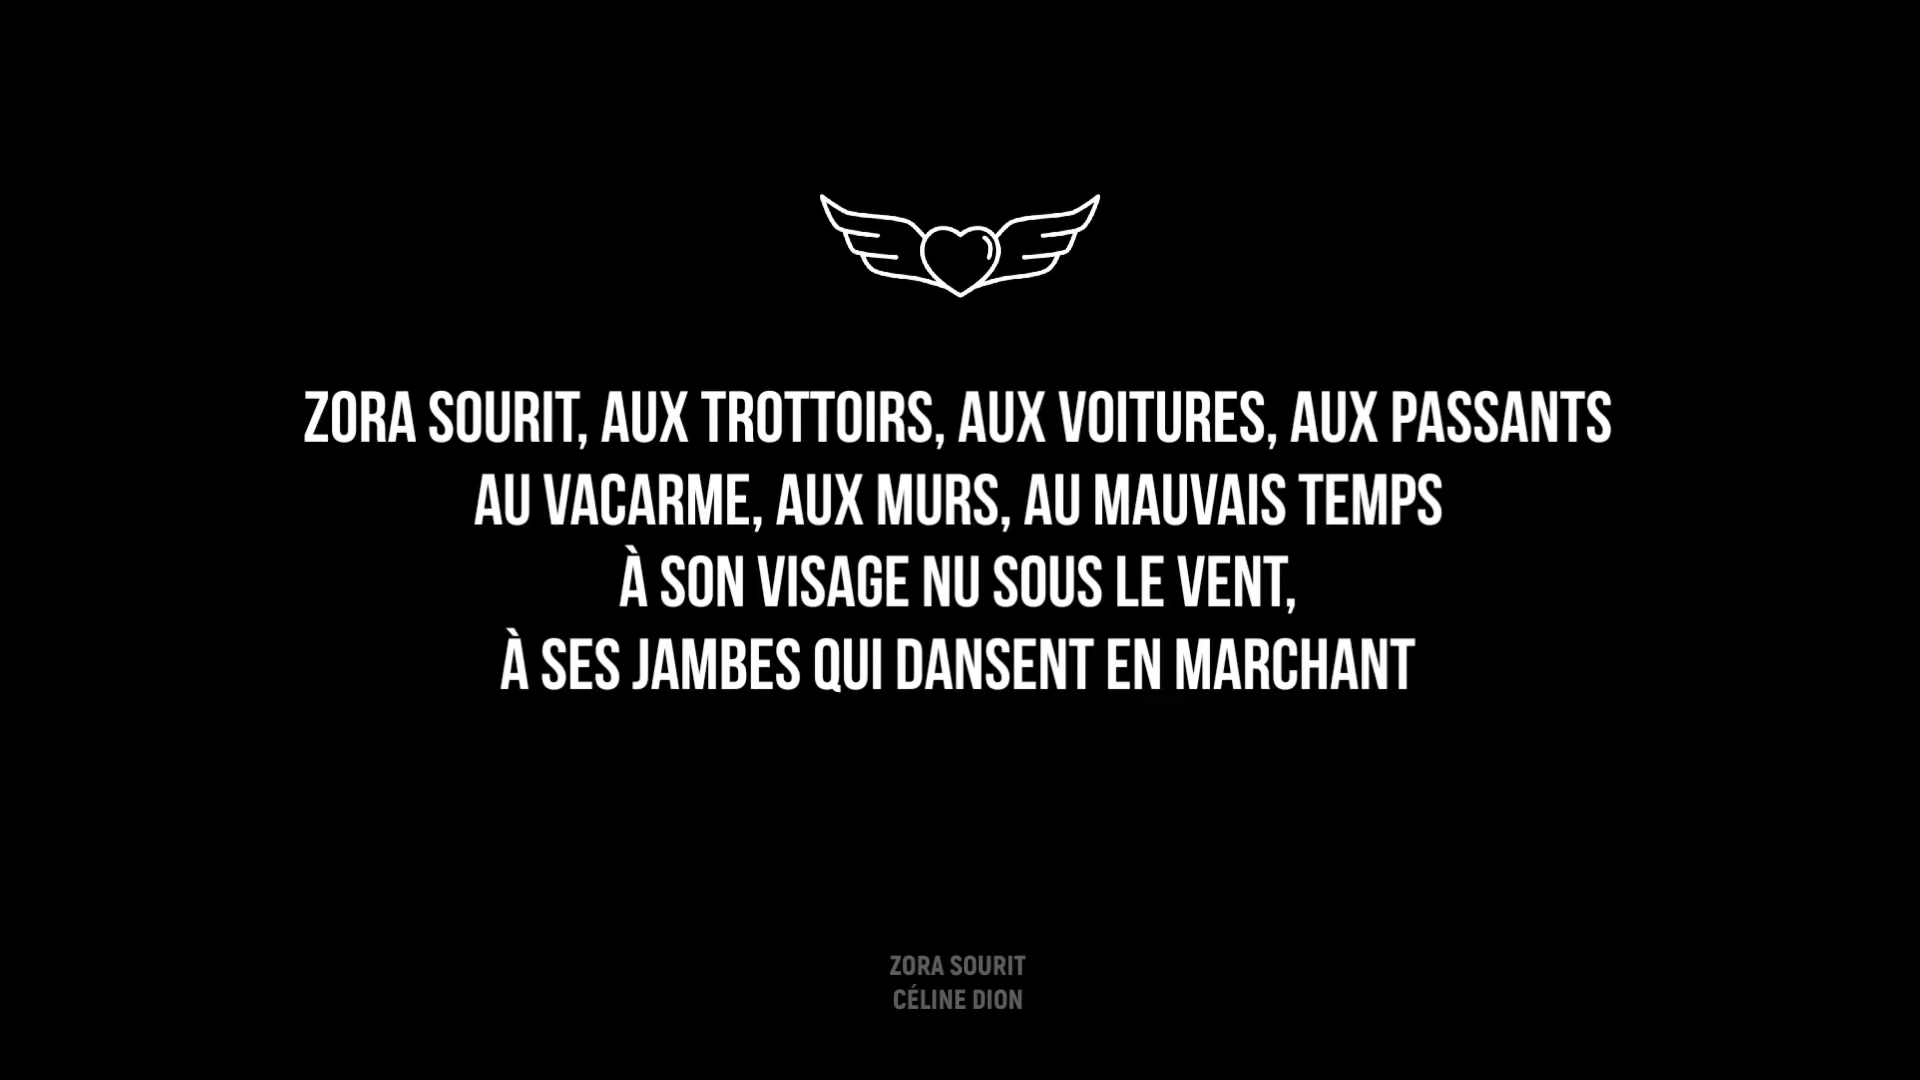 ZORA SOURIT, AUX TROTTOIRS, AUX VOITURES, AUX PASSANTS
AU VACARME, AUX MURS, AU MAUVAIS TEMPS
À SON VISAGE NU SOUS LE VENT,
À SES JAMBES QUI DANSENT EN MARCHANT
ZORA SOURIT
CÉLINE DION